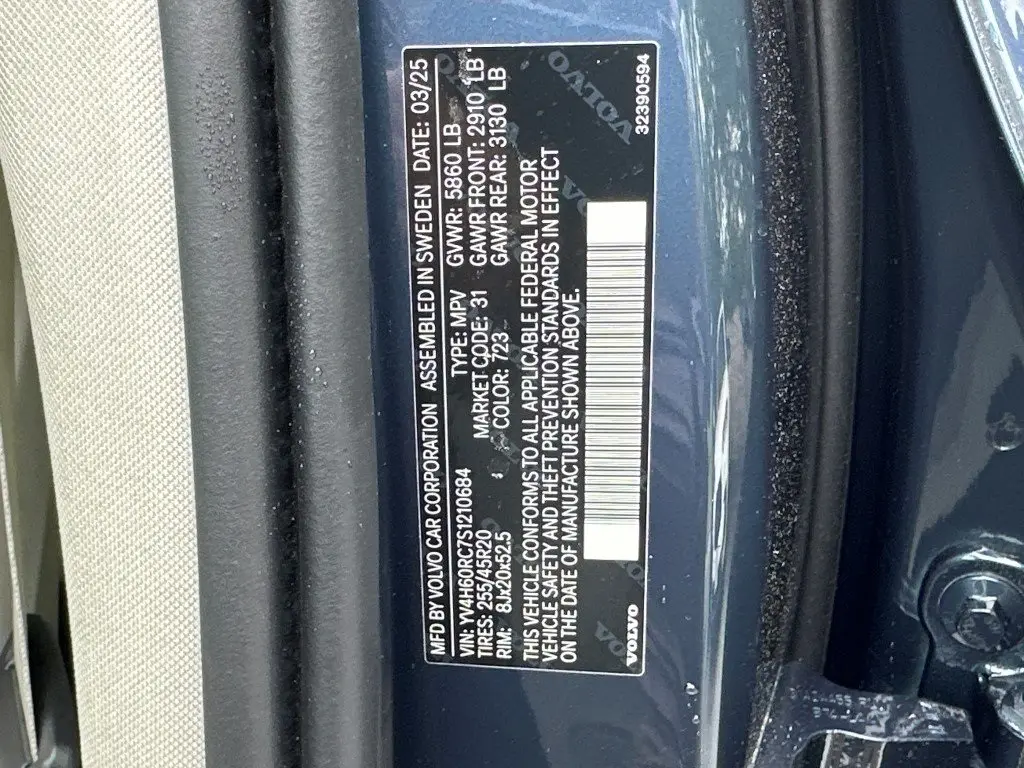 MFD BY VOLVO CAR CORPORATION ASSEMBLED IN SWEDEN DATE: 03/25
VIN: YV4H60RC7S1210684 TYPE: MPV GVWR: 5860 LB
TIRES: 255/45R20 MARKET CODE: 31 GAWR FRONT: 2910 LB
RIM: 8Jx20x52.5 COLOR: 723 GAWR REAR: 3130 LB
THIS VEHICLE CONFORMS TO ALL APPLICABLE FEDERAL MOTOR
VEHICLE SAFETY AND THEFT PREVENTION STANDARDS IN EFFECT
ON THE DATE OF MANUFACTURE SHOWN ABOVE.
VOLVO
32390594